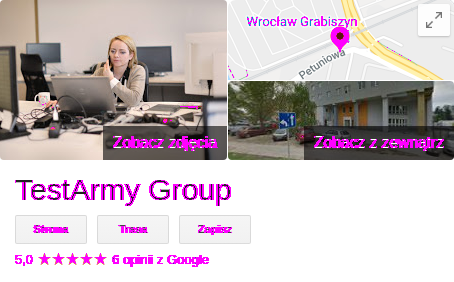 Wrocław Grabiszyn
Petuniowa
Zobacz zdjęcia
Zobacz z zewnątrz
TestArmy Group
Strona
Trasa
Zapisz
5,0 ★★★★★ 6 opinii z Google